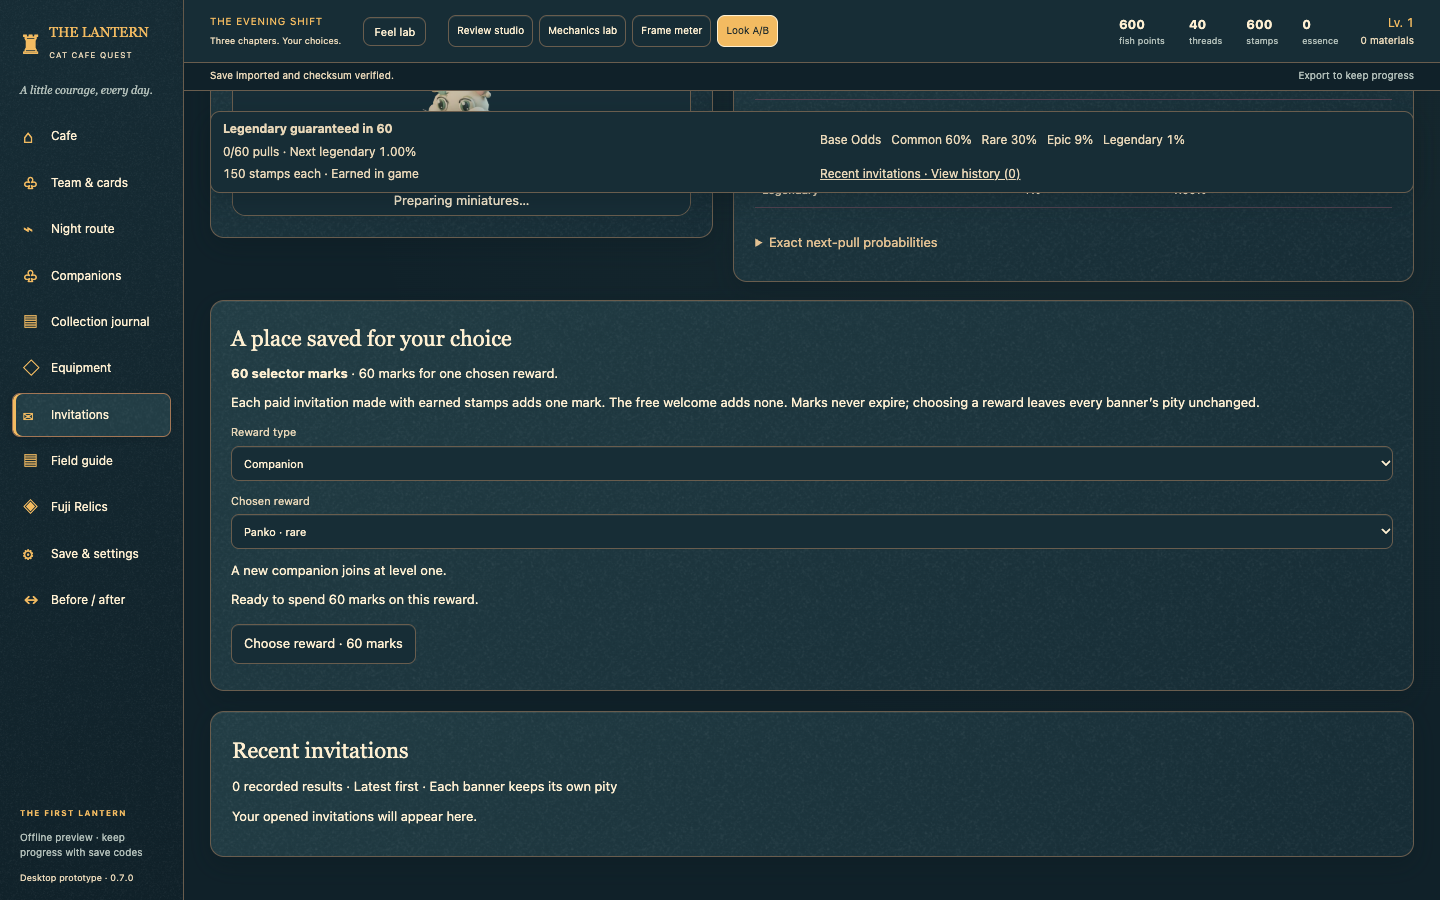 THE LANTERN
CAT CAFE QUEST
A little courage, every day.
Cafe
Team & cards
Night route
Companions
Collection journal
Equipment
Invitations
Field guide
Fuji Relics
Save & settings
Before / after
THE FIRST LANTERN
Offline preview · keep
progress with save codes
Desktop prototype · 0.7.0
THE EVENING SHIFT
Three chapters. Your choices.
Feel lab
Review studio
Mechanics lab
Frame meter
Look A/B
600
fish points
40
threads
600
stamps
0
essence
Lv. 1
0 materials
Save imported and checksum verified.
Export to keep progress
Legendary guaranteed in 60
0/60 pulls · Next legendary 1.00%
150 stamps each · Earned in game
Base Odds Common 60% Rare 30% Epic 9% Legendary 1%
Recent invitations · View history (0)
Preparing miniatures...
Exact next-pull probabilities
A place saved for your choice
60 selector marks · 60 marks for one chosen reward.
Each paid invitation made with earned stamps adds one mark. The free welcome adds none. Marks never expire; choosing a reward leaves every banner's pity unchanged.
Reward type
Companion
Chosen reward
Panko · rare
A new companion joins at level one.
Ready to spend 60 marks on this reward.
Choose reward · 60 marks
Recent invitations
0 recorded results · Latest first · Each banner keeps its own pity
Your opened invitations will appear here.